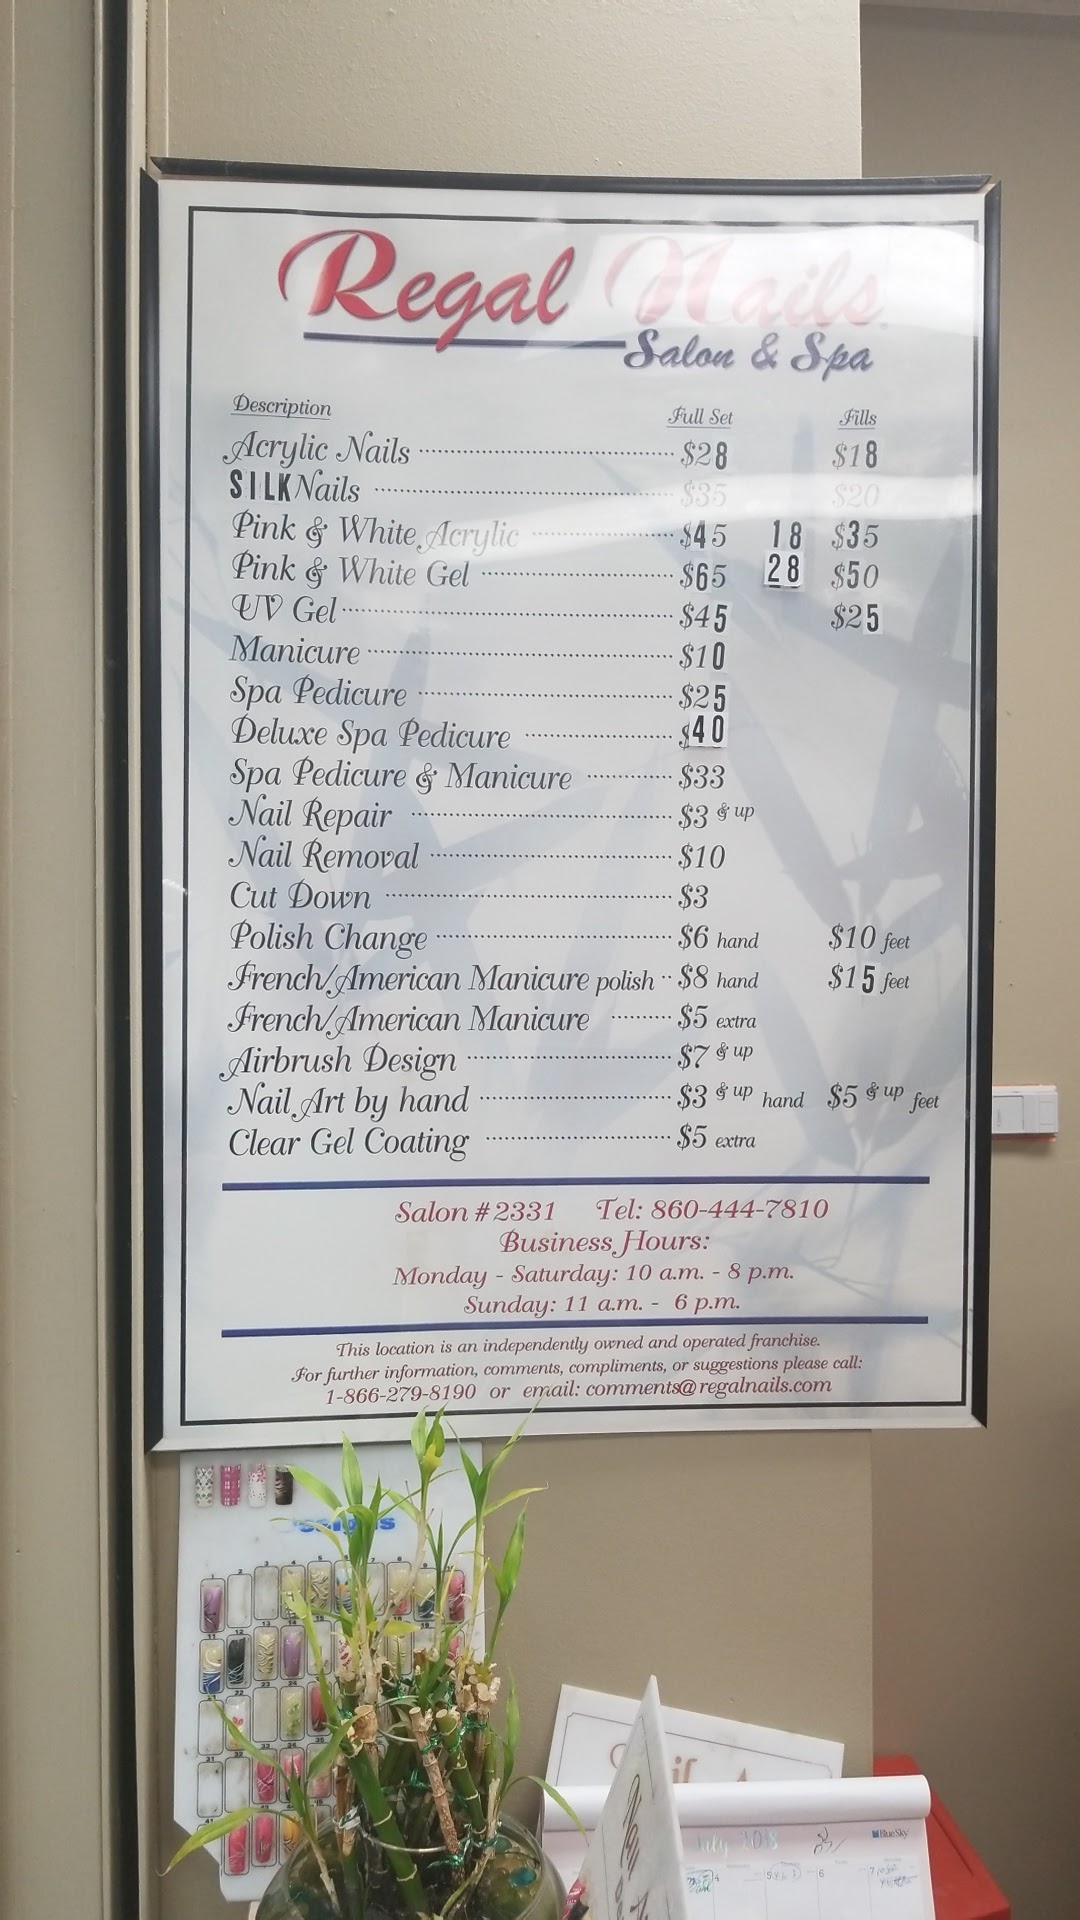 Regal Nails
Salon & Spa
Description Full Set Fills
Acrylic Nails $28 $18
SILK Nails $35 $20
Pink & White Acrylic $45 18 $35
Pink & White Gel $65 28 $50
UV Gel $45 $25
Manicure $10
Spa Pedicure $25
Deluxe Spa Pedicure $40
Spa Pedicure & Manicure $33
Nail Repair $3 & up
Nail Removal $10
Cut Down $3
Polish Change $6 hand $10 feet
French/American Manicure polish $8 hand $15 feet
French/American Manicure $5 extra
Airbrush Design $7 & up
Nail Art by hand $3 & up hand $5 & up feet
Clear Gel Coating $5 extra
Salon # 2331 Tel: 860-444-7810
Business Hours:
Monday - Saturday: 10 a.m. - 8 p.m.
Sunday: 11 a.m. - 6 p.m.
This location is an independently owned and operated franchise.
For further information, comments, compliments, or suggestions please call:
1-866-279-8190 or email: comments@regalnails.com
July 2018 BlueSky
4 5 6 7